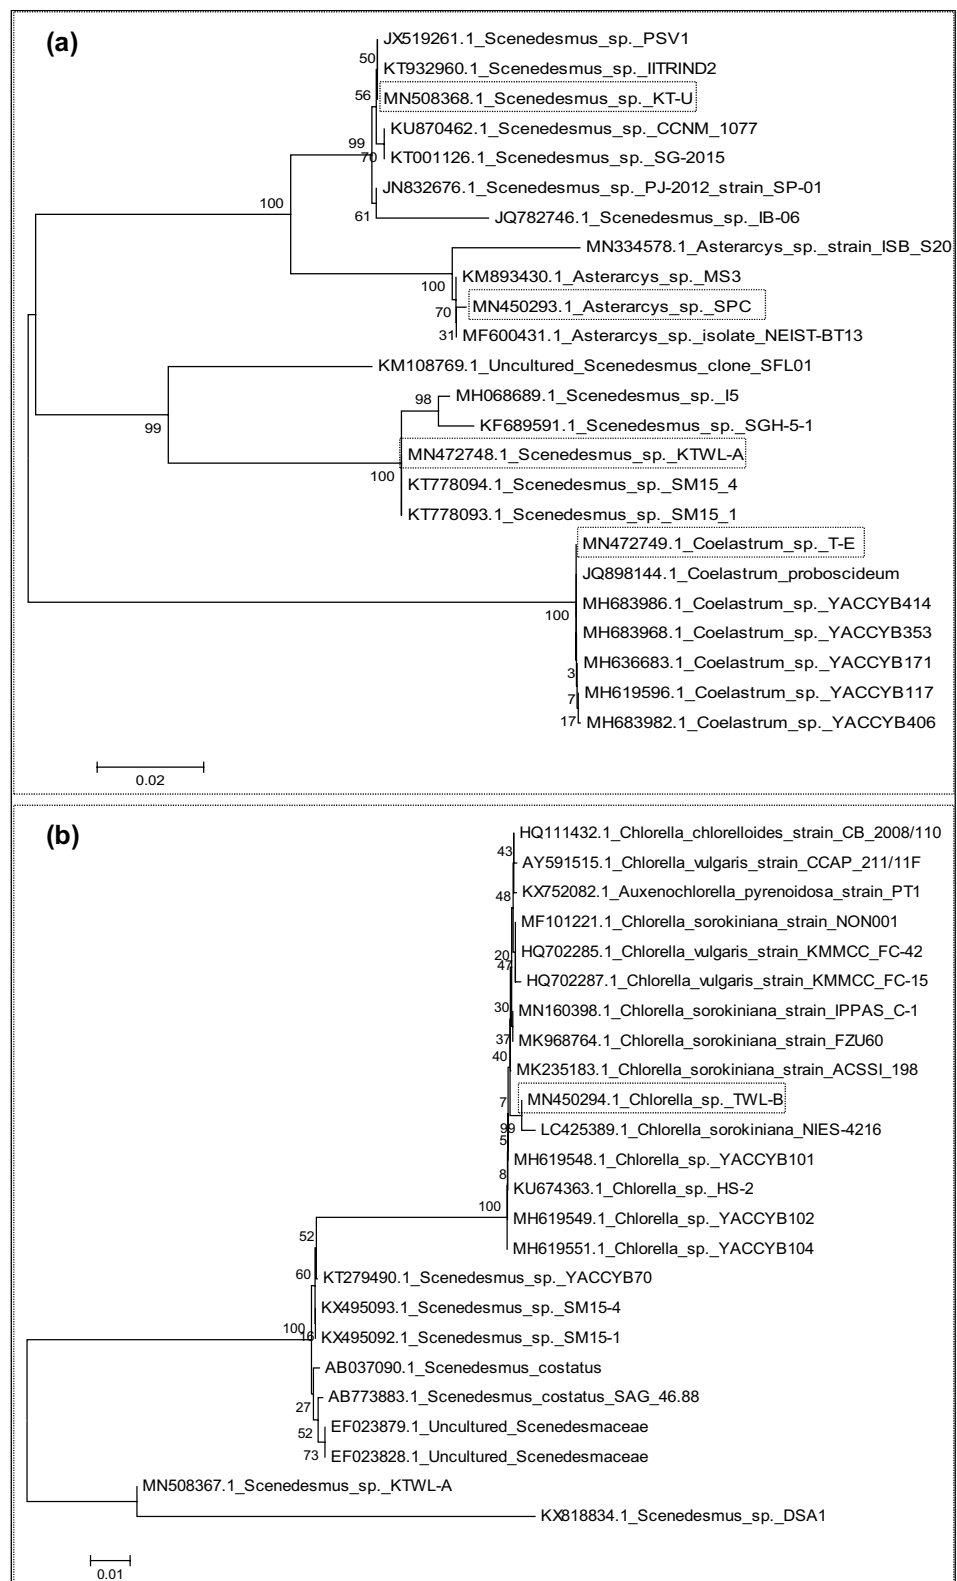 (a)
JX519261.1_Scenedesmus_sp._PSV1
50
KT932960.1_Scenedesmus_sp._IITRIND2
56
MN508368.1_Scenedesmus_sp._KT-U
KU870462.1_Scenedesmus_sp._CCNM_1077
99
70
KT001126.1_Scenedesmus_sp._SG-2015
JN832676.1_Scenedesmus_sp._PJ-2012_strain_SP-01
100
61
JQ782746.1_Scenedesmus_sp._IB-06
MN334578.1_Asterarcys_sp._strain_ISB_S20
KM893430.1_Asterarcys_sp._MS3
100
MN450293.1_Asterarcys_sp._SPC
70
31
MF600431.1_Asterarcys_sp._isolate_NEIST-BT13
KM108769.1_Uncultured_Scenedesmus_clone_SFL01
98
MH068689.1_Scenedesmus_sp._I5
99
KF689591.1_Scenedesmus_sp._SGH-5-1
MN472748.1_Scenedesmus_sp._KTWL-A
100
KT778094.1_Scenedesmus_sp._SM15_4
KT778093.1_Scenedesmus_sp._SM15_1
MN472749.1_Coelastrum_sp._T-E
JQ898144.1_Coelastrum_proboscideum
100
MH683986.1_Coelastrum_sp._YACCYB414
MH683968.1_Coelastrum_sp._YACCYB353
MH636683.1_Coelastrum_sp._YACCYB171
3
MH619596.1_Coelastrum_sp._YACCYB117
7
17
MH683982.1_Coelastrum_sp._YACCYB406
0.02
(b)
HQ111432.1_Chlorella_chlorelloides_strain_CB_2008/110
43
AY591515.1_Chlorella_vulgaris_strain_CCAP_211/11F
48
KX752082.1_Auxenochlorella_pyrenoidosa_strain_PT1
MF101221.1_Chlorella_sorokiniana_strain_NON001
20
HQ702285.1_Chlorella_vulgaris_strain_KMMCC_FC-42
47
HQ702287.1_Chlorella_vulgaris_strain_KMMCC_FC-15
30
MN160398.1_Chlorella_sorokiniana_strain_IPPAS_C-1
37
MK968764.1_Chlorella_sorokiniana_strain_FZU60
40
MK235183.1_Chlorella_sorokiniana_strain_ACSSI_198
7
MN450294.1_Chlorella_sp._TWL-B
99
LC425389.1_Chlorella_sorokiniana_NIES-4216
5
MH619548.1_Chlorella_sp._YACCYB101
8
KU674363.1_Chlorella_sp._HS-2
100
MH619549.1_Chlorella_sp._YACCYB102
52
MH619551.1_Chlorella_sp._YACCYB104
60
KT279490.1_Scenedesmus_sp._YACCYB70
KX495093.1_Scenedesmus_sp._SM15-4
100
16
KX495092.1_Scenedesmus_sp._SM15-1
AB037090.1_Scenedesmus_costatus
AB773883.1_Scenedesmus_costatus_SAG_46.88
27
EF023879.1_Uncultured_Scenedesmaceae
52
73
EF023828.1_Uncultured_Scenedesmaceae
MN508367.1_Scenedesmus_sp._KTWL-A
KX818834.1_Scenedesmus_sp._DSA1
0.01